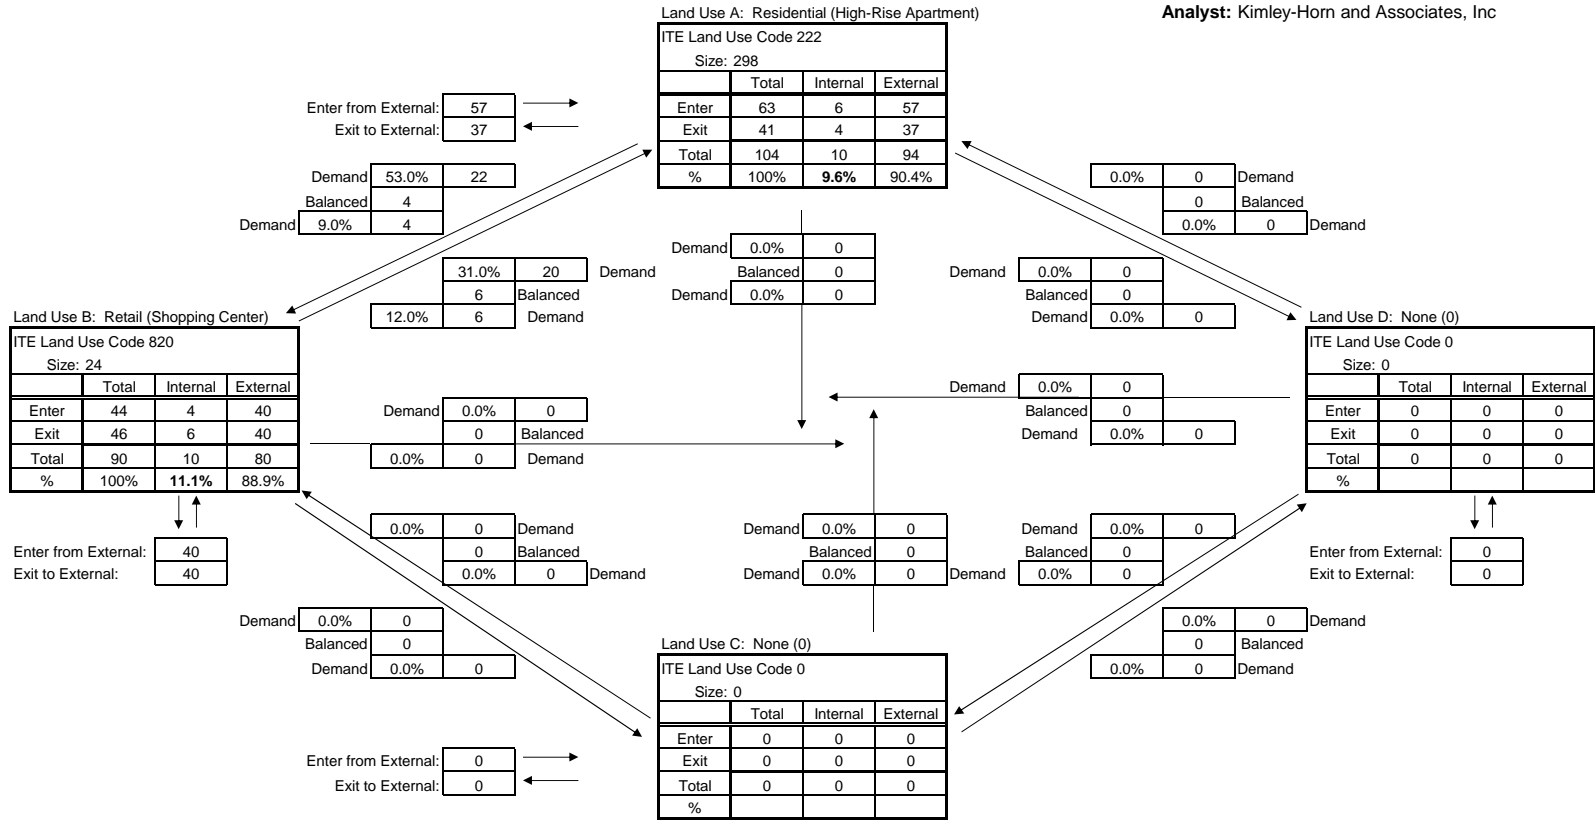 Land Use A: Residential (High-Rise Apartment)
Analyst: Kimley-Horn and Associates, Inc
ITE Land Use Code 222
Size: 298
Total Internal External
Enter 63 6 57
Exit 41 4 37
Total 104 10 94
% 100% 9.6% 90.4%
Enter from External: 57
Exit to External: 37
Demand 53.0% 22
Balanced 4
Demand 9.0% 4
0.0% 0 Demand
0 Balanced
0.0% 0 Demand
Demand 0.0% 0
Balanced 0
Demand 0.0% 0
31.0% 20 Demand
6 Balanced
12.0% 6 Demand
Demand 0.0% 0
Balanced 0
Demand 0.0% 0
Land Use B: Retail (Shopping Center)
ITE Land Use Code 820
Size: 24
Total Internal External
Enter 44 4 40
Exit 46 6 40
Total 90 10 80
% 100% 11.1% 88.9%
Land Use D: None (0)
ITE Land Use Code 0
Size: 0
Total Internal External
Enter 0 0 0
Exit 0 0 0
Total 0 0 0
%
Demand 0.0% 0
0 Balanced
0.0% 0 Demand
Demand 0.0% 0
Balanced 0
Demand 0.0% 0
Enter from External: 40
Exit to External: 40
0.0% 0 Demand
0 Balanced
0.0% 0 Demand
Demand 0.0% 0
Balanced 0
Demand 0.0% 0
Demand 0.0% 0
Balanced 0
Demand 0.0% 0
Enter from External: 0
Exit to External: 0
Demand 0.0% 0
Balanced 0
Demand 0.0% 0
0.0% 0 Demand
0 Balanced
0.0% 0 Demand
Land Use C: None (0)
ITE Land Use Code 0
Size: 0
Total Internal External
Enter 0 0 0
Exit 0 0 0
Total 0 0 0
%
Enter from External: 0
Exit to External: 0